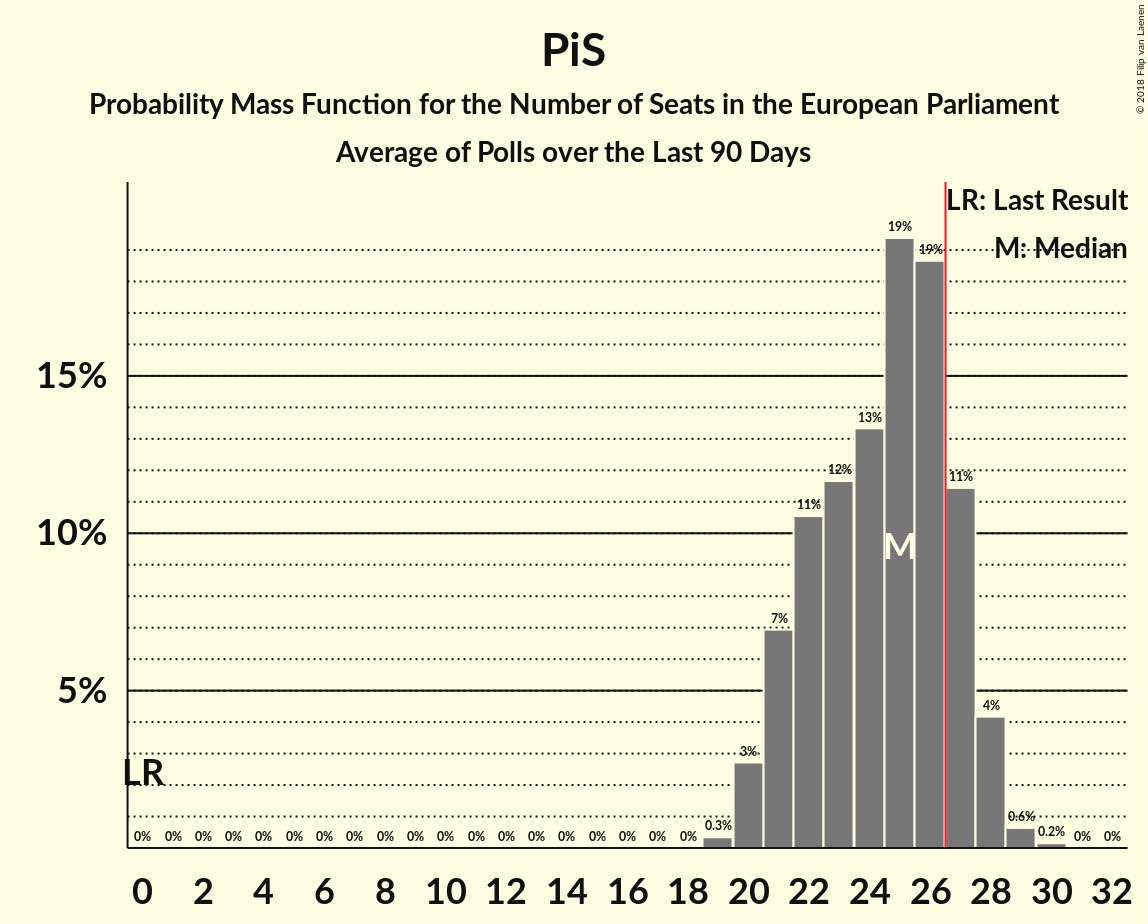 PiS
Probability Mass Function for the Number of Seats in the European Parliament
Average of Polls over the Last 90 Days
© 2018 Filip van Laenen
LR: Last Result
M: Median
15%
10%
5%
LR
M
0% 0% 0% 0% 0% 0% 0% 0% 0% 0% 0% 0% 0% 0% 0% 0% 0% 0% 0% 0.3% 3% 7% 11% 12% 13% 19% 19% 11% 4% 0.6% 0.2% 0% 0%
0 2 4 6 8 10 12 14 16 18 20 22 24 26 28 30 32